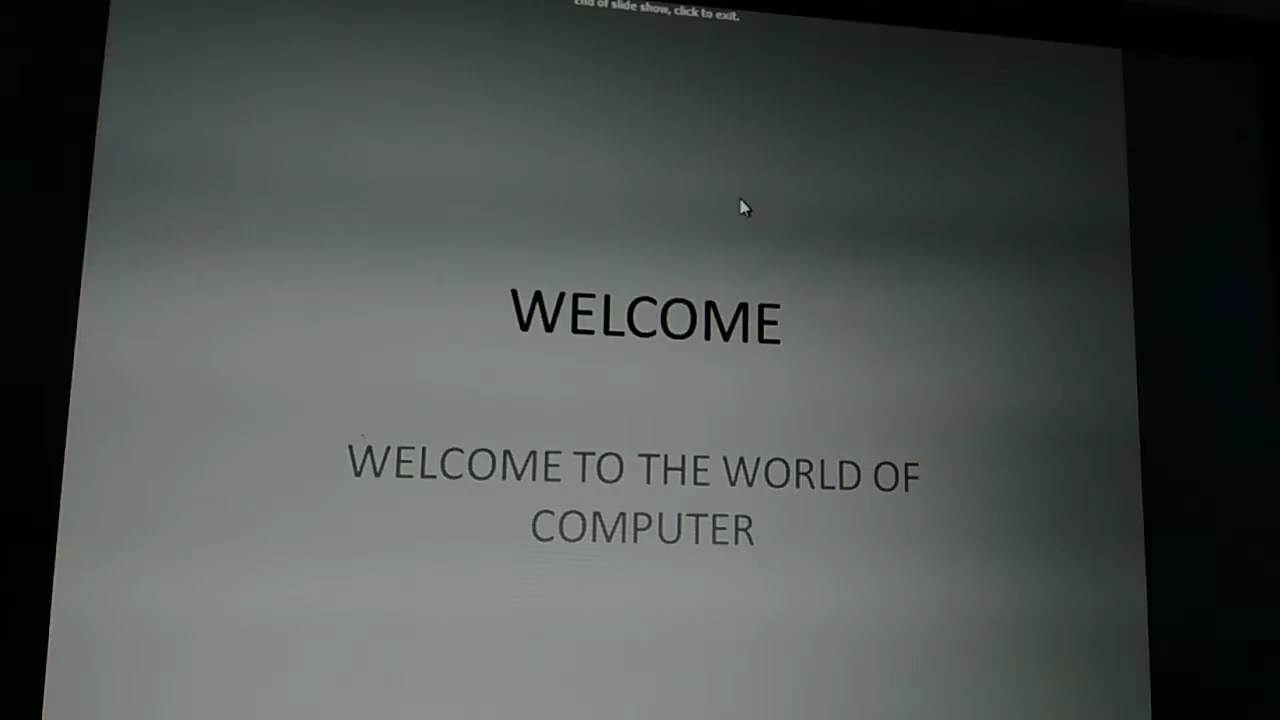 End of slide show, click to exit.
WELCOME
WELCOME TO THE WORLD OF
COMPUTER